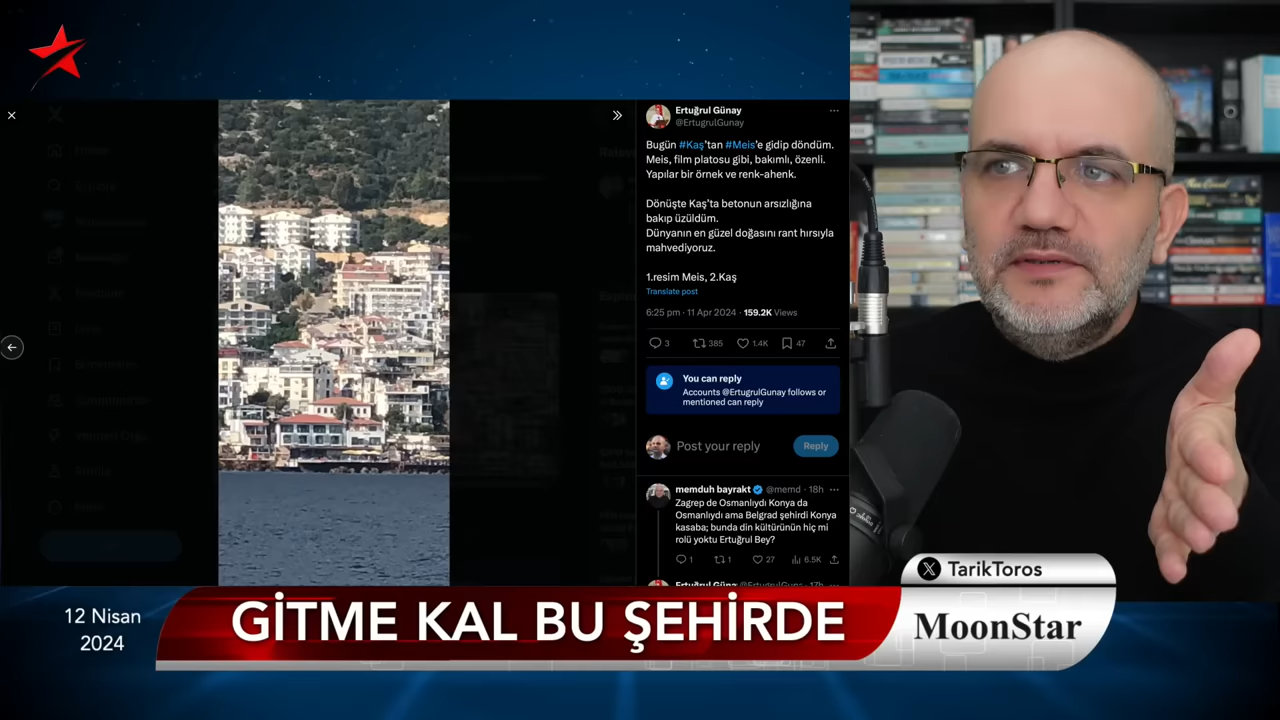 Ertuğrul Günay
@ErtugrulGunay
Bugün #Kaş'tan #Meis'e gidip döndüm.
Meis, film platosu gibi, bakımlı, özenli.
Yapılar bir örnek ve renk-ahenk.
Dönüşte Kaş'ta betonun arsızlığına
bakıp üzüldüm.
Dünyanın en güzel doğasını rant hırsıyla
mahvediyoruz.
1.resim Meis, 2.Kaş
Translate post
6:25 pm · 11 Apr 2024 · 159.2K Views
3 385 1.4K 47
You can reply
Accounts @ErtugrulGunay follows or
mentioned can reply
Post your reply
Reply
memduh bayrakt @memd · 18h
Zagrep de Osmanlıydı Konya da
Osmanlıydı ama Belgrad şehirdi Konya
kasaba; bunda din kültürünün hiç mi
rolü yoktu Ertuğrul Bey?
1 1 27 6.5K
Ertuğrul Güna @ErtugrulGuns · 17h
X TarikToros
12 Nisan
2024
GİTME KAL BU ŞEHİRDE
MoonStar